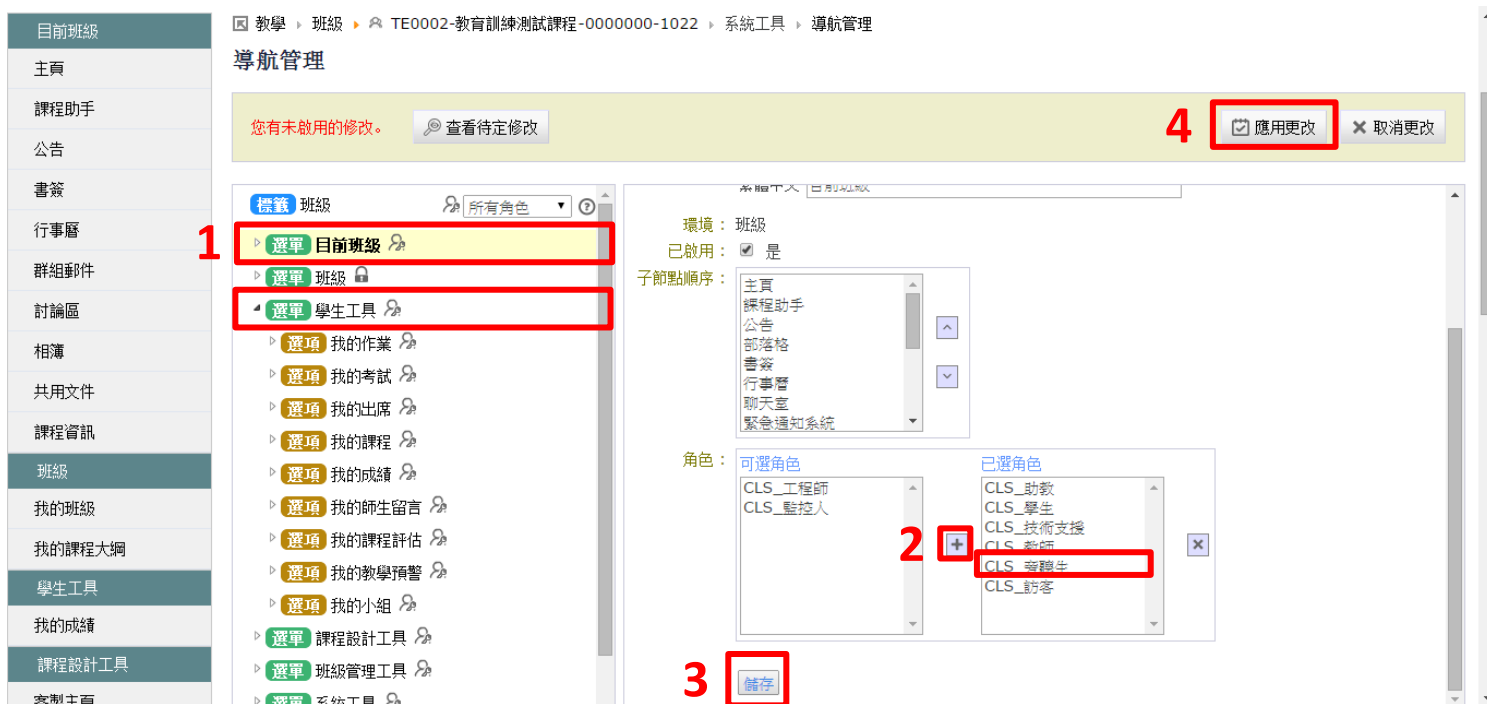 目前班級
主頁
課程助手
公告
書簽
行事曆
群組郵件
討論區
相簿
共用文件
課程資訊
班級
我的班級
我的課程大綱
學生工具
我的成績
課程設計工具
客製主頁
教學 ▸ 班級 ▸ TE0002-教育訓練測試課程-0000000-1022 ▸ 系統工具 ▸ 導航管理
導航管理
您有未啟用的修改。 查看待定修改 4 應用更改 取消更改
標籤 班級 所有角色
1 選單 目前班級
選單 班級
選單 學生工具
選項 我的作業
選項 我的考試
選項 我的出席
選項 我的課程
選項 我的成績
選項 我的師生留言
選項 我的課程評估
選項 我的教學預警
選項 我的小組
選單 課程設計工具
選單 班級管理工具
選單 系統工具
繁體中文 目前班級
環境： 班級
已啟用： 是
子節點順序：
主頁
課程助手
公告
部落格
書簽
行事曆
聊天室
緊急通知系統
角色： 可選角色
CLS_工程師
CLS_監控人
2 +
已選角色
CLS_助教
CLS_學生
CLS_技術支援
CLS_教師
CLS_旁聽生
CLS_訪客
3 儲存